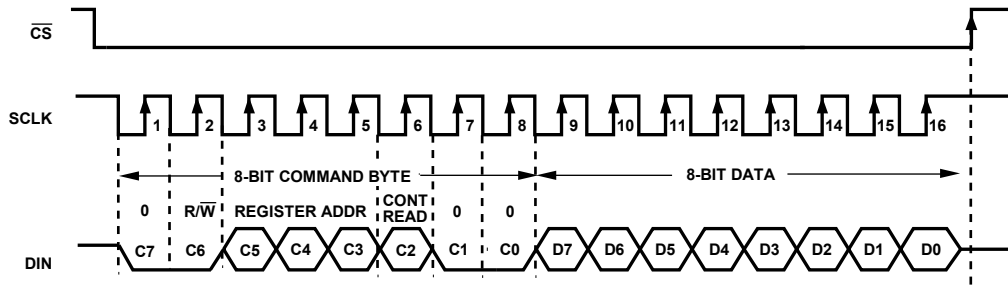 CS
SCLK
1 2 3 4 5 6 7 8 9 10 11 12 13 14 15 16
8-BIT COMMAND BYTE 8-BIT DATA
0 R/W REGISTER ADDR CONT READ 0 0
DIN C7 C6 C5 C4 C3 C2 C1 C0 D7 D6 D5 D4 D3 D2 D1 D0